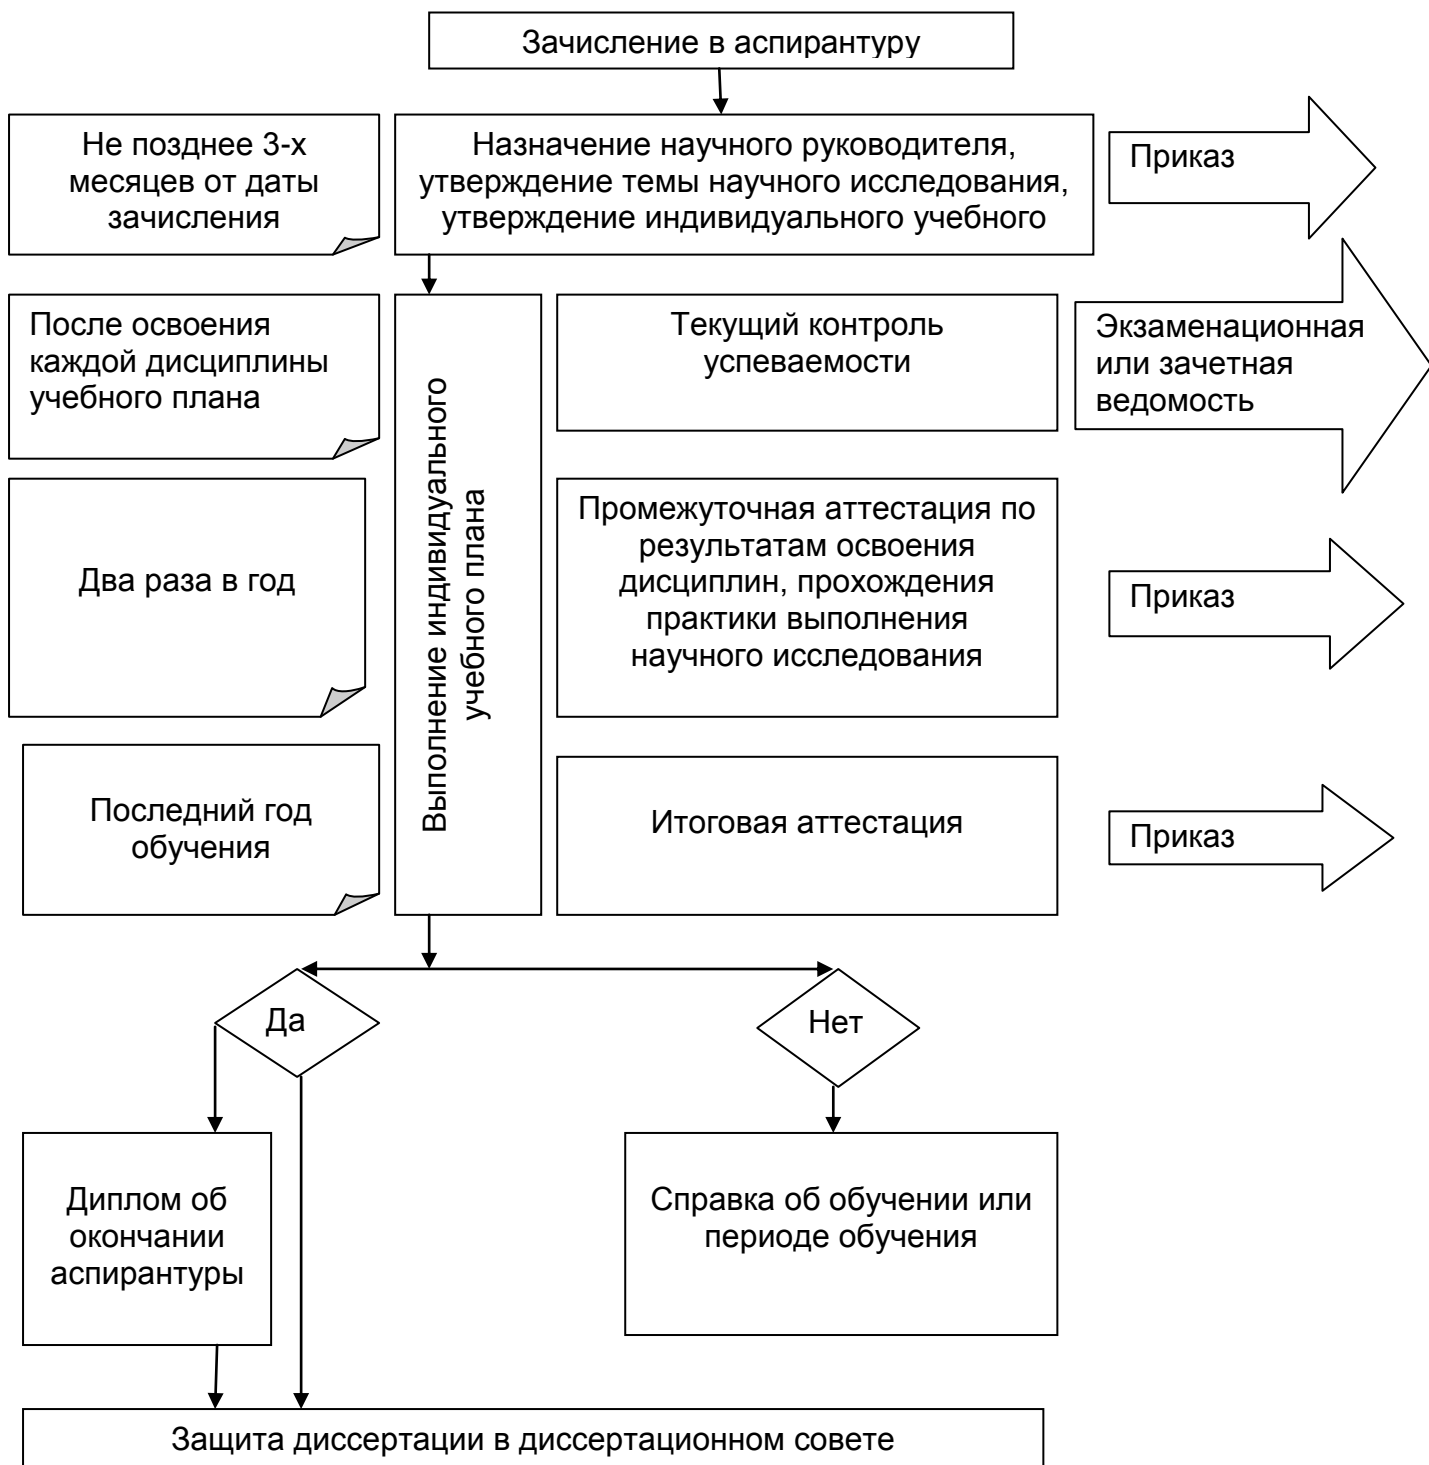 Зачисление в аспирантуру
Не позднее 3-х
месяцев от даты
зачисления
Назначение научного руководителя,
утверждение темы научного исследования,
утверждение индивидуального учебного
Приказ
После освоения
каждой дисциплины
учебного плана
Выполнение индивидуального
учебного плана
Текущий контроль
успеваемости
Экзаменационная
или зачетная
ведомость
Два раза в год
Промежуточная аттестация по
результатам освоения
дисциплин, прохождения
практики выполнения
научного исследования
Приказ
Последний год
обучения
Итоговая аттестация
Приказ
Да
Нет
Диплом об
окончании
аспирантуры
Справка об обучении или
периоде обучения
Защита диссертации в диссертационном совете